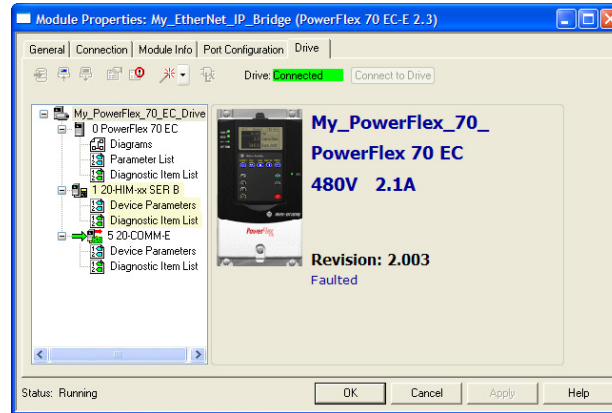 Module Properties: My_EtherNet_IP_Bridge (PowerFlex 70 EC-E 2.3)
General Connection Module Info Port Configuration Drive
Drive: Connected Connect to Drive
My_PowerFlex_70_EC_Drive
0 PowerFlex 70 EC
Diagrams
Parameter List
Diagnostic Item List
1 20-HIM-xx SER B
Device Parameters
Diagnostic Item List
5 20-COMM-E
Device Parameters
Diagnostic Item List
PowerFlex
My_PowerFlex_70_
PowerFlex 70 EC
480V 2.1A
Revision: 2.003
Faulted
Status: Running
OK Cancel Apply Help